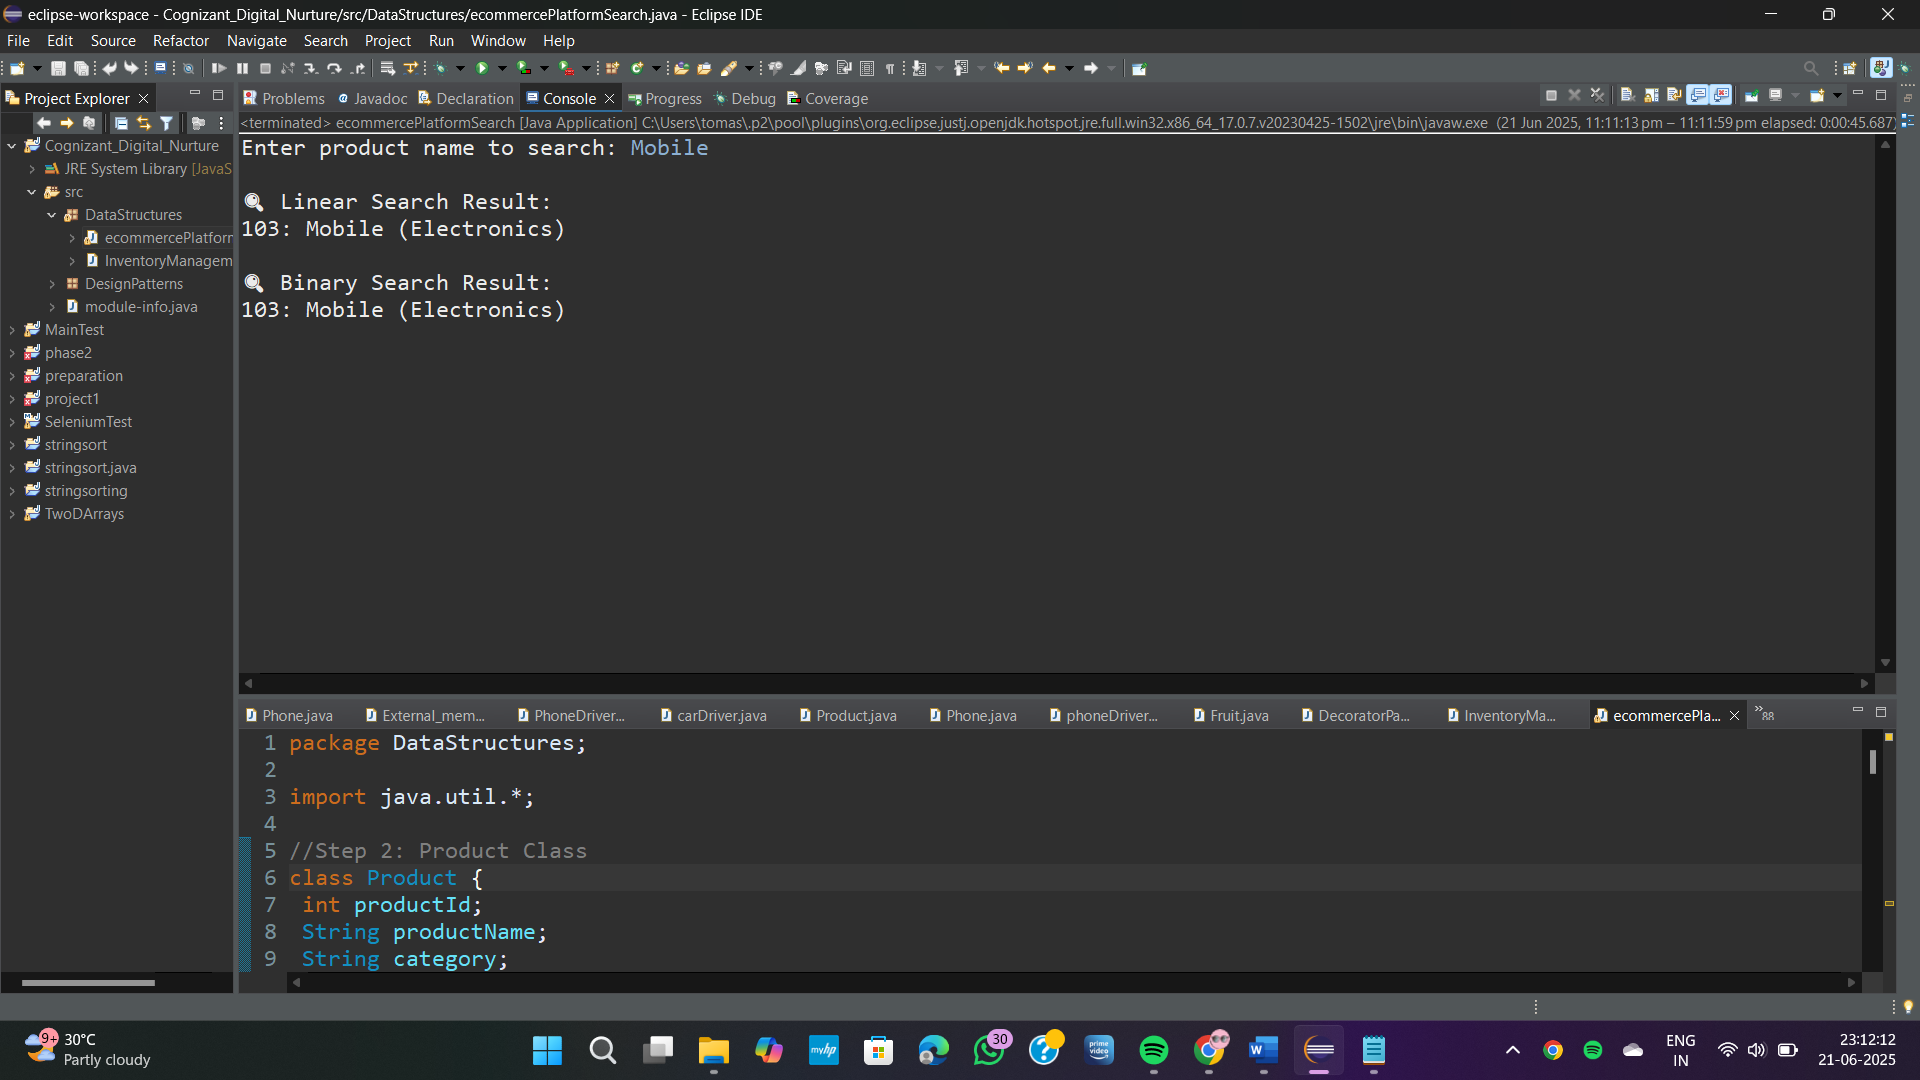 eclipse-workspace - Cognizant_Digital_Nurture/src/DataStructures/ecommercePlatformSearch.java - Eclipse IDE
File Edit Source Refactor Navigate Search Project Run Window Help
Project Explorer
Cognizant_Digital_Nurture
JRE System Library [JavaS
src
DataStructures
ecommercePlatforn
InventoryManagem
DesignPatterns
module-info.java
MainTest
phase2
preparation
project1
SeleniumTest
stringsort
stringsort.java
stringsorting
TwoDArrays
Problems Javadoc Declaration Console Progress Debug Coverage
<terminated> ecommercePlatformSearch [Java Application] C:\Users\tomas\.p2\pool\plugins\org.eclipse.justj.openjdk.hotspot.jre.full.win32.x86_64_17.0.7.v20230425-1502\jre\bin\javaw.exe (21 Jun 2025, 11:11:13 pm – 11:11:59 pm elapsed: 0:00:45.687)
Enter product name to search: Mobile
Linear Search Result:
103: Mobile (Electronics)
Binary Search Result:
103: Mobile (Electronics)
Phone.java External_mem... PhoneDriver... carDriver.java Product.java Phone.java phoneDriver... Fruit.java DecoratorPa... InventoryMa... ecommercePla... »88
1 package DataStructures;
2
3 import java.util.*;
4
5 //Step 2: Product Class
6 class Product {
7 int productId;
8 String productName;
9 String category;
9+ 30°C
Partly cloudy
myhp
30
prime video
ENG
IN
23:12:12
21-06-2025